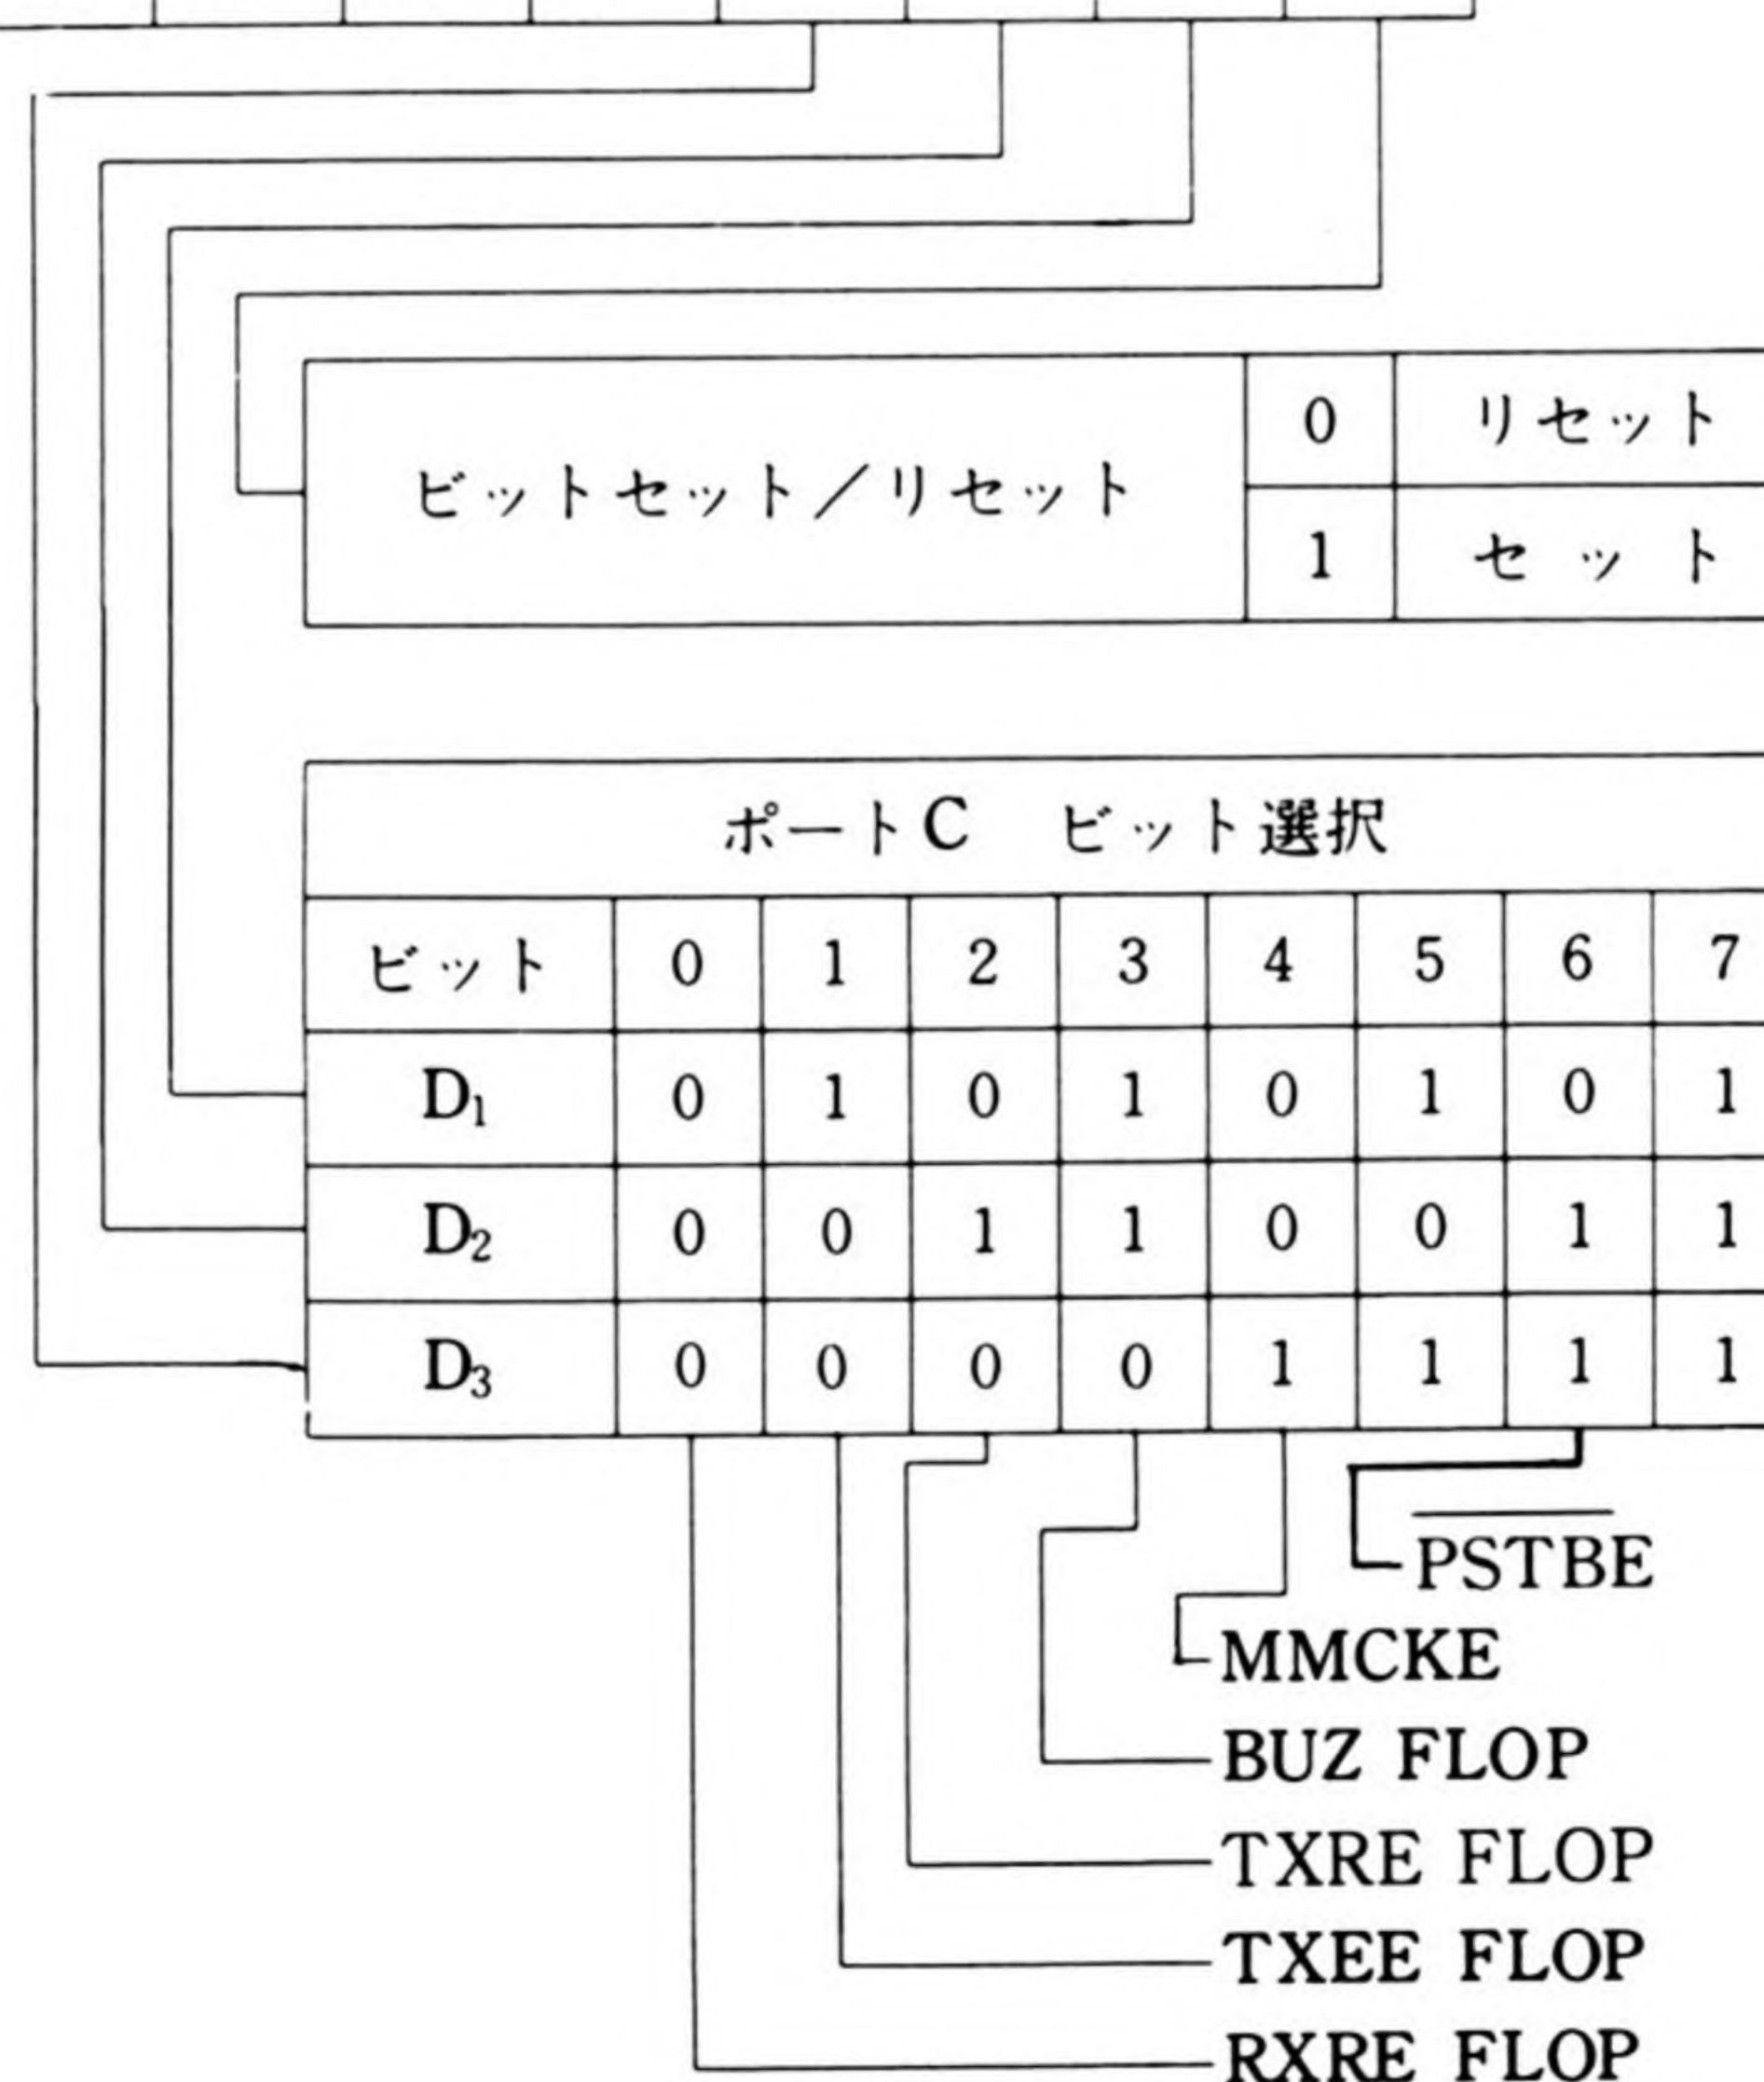 ビットセット／リセット
0 リセット
1 セット
ポートC ビット選択
ビット 0 1 2 3 4 5 6 7
D₁ 0 1 0 1 0 1 0 1
D₂ 0 0 1 1 0 0 1 1
D₃ 0 0 0 0 1 1 1 1
P̅S̅T̅B̅E̅
MMCKE
BUZ FLOP
TXRE FLOP
TXEE FLOP
RXRE FLOP